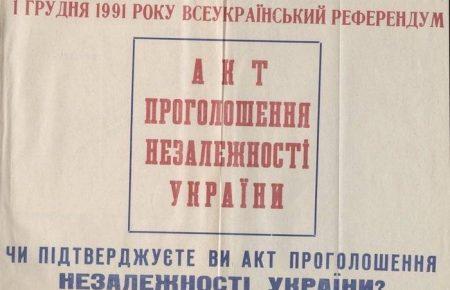 1 ГРУДНЯ 1991 РОКУ ВСЕУКРАЇНСЬКИЙ РЕФЕРЕНДУМ
АКТ
ПРОГОЛОШЕННЯ
НЕЗАЛЕЖНОСТІ
УКРАЇНИ
ЧИ ПІДТВЕРДЖУЄТЕ ВИ АКТ ПРОГОЛОШЕННЯ
НЕЗАЛЕЖНОСТІ УКРАЇНИ?